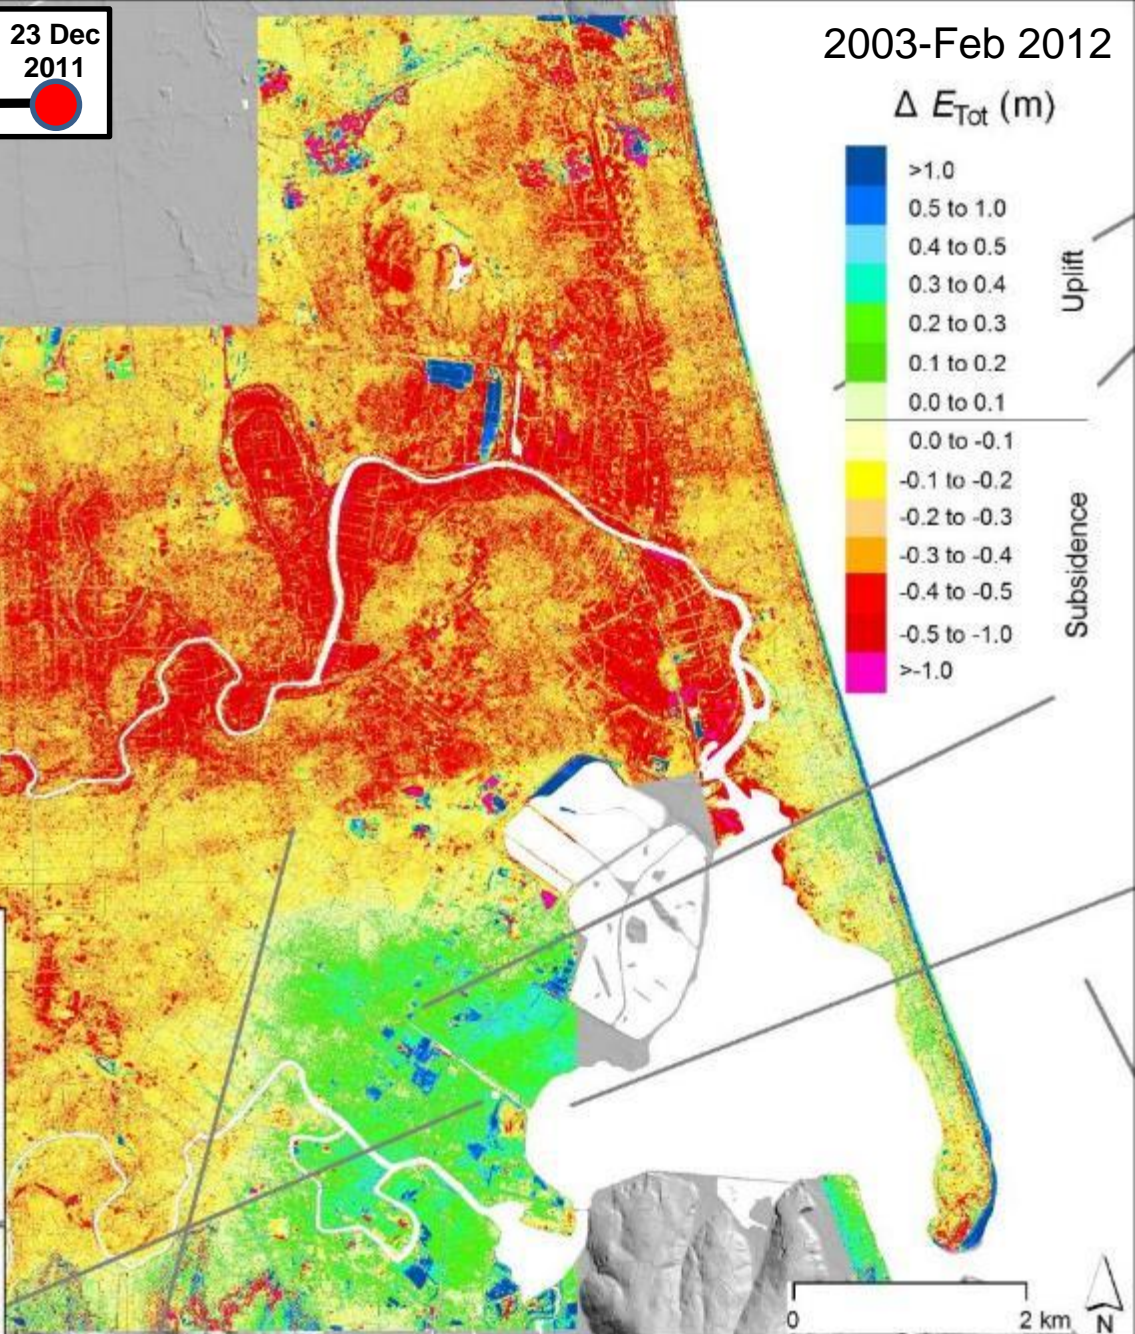 23 Dec
2011
2003-Feb 2012
Δ E_Tot (m)
>1.0
0.5 to 1.0
0.4 to 0.5
0.3 to 0.4
0.2 to 0.3
0.1 to 0.2
0.0 to 0.1
Uplift
0.0 to -0.1
-0.1 to -0.2
-0.2 to -0.3
-0.3 to -0.4
-0.4 to -0.5
-0.5 to -1.0
>-1.0
Subsidence
0 2 km
N